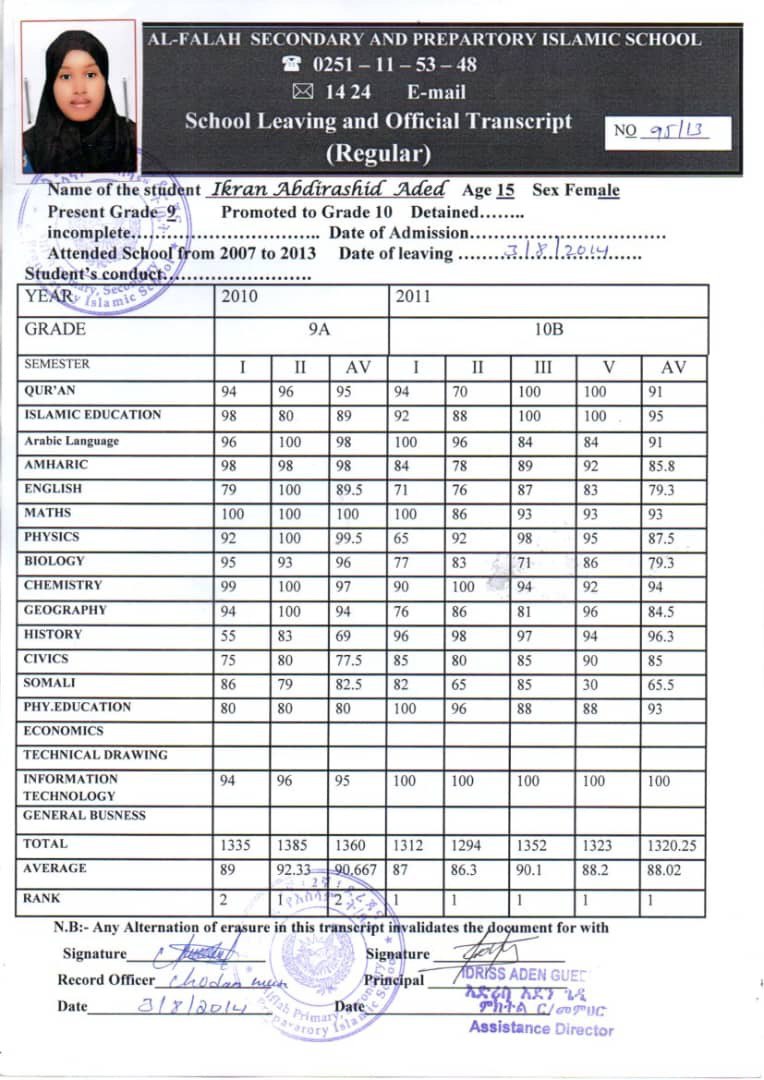 AL-FALAH SECONDARY AND PREPARTORY ISLAMIC SCHOOL
☎ 0251 – 11 – 53 – 48
✉ 14 24 E-mail
School Leaving and Official Transcript
(Regular)
NO 95/13
Name of the student Ikran Abdirashid Aded Age 15 Sex Female
Present Grade 9 Promoted to Grade 10 Detained……..
incomplete………………………….. Date of Admission……………………………
Attended School from 2007 to 2013 Date of leaving ……3/8/2014……
Student's conduct…………………….
YEAR 2010 2011
GRADE 9A 10B
SEMESTER I II AV I II III V AV
QUR'AN 94 96 95 94 70 100 100 91
ISLAMIC EDUCATION 98 80 89 92 88 100 100 95
Arabic Language 96 100 98 100 96 84 84 91
AMHARIC 98 98 98 84 78 89 92 85.8
ENGLISH 79 100 89.5 71 76 87 83 79.3
MATHS 100 100 100 100 86 93 93 93
PHYSICS 92 100 99.5 65 92 98 95 87.5
BIOLOGY 95 93 96 77 83 71 86 79.3
CHEMISTRY 99 100 97 90 100 94 92 94
GEOGRAPHY 94 100 94 76 86 81 96 84.5
HISTORY 55 83 69 96 98 97 94 96.3
CIVICS 75 80 77.5 85 80 85 90 85
SOMALI 86 79 82.5 82 65 85 30 65.5
PHY.EDUCATION 80 80 80 100 96 88 88 93
ECONOMICS
TECHNICAL DRAWING
INFORMATION TECHNOLOGY 94 96 95 100 100 100 100 100
GENERAL BUSNESS
TOTAL 1335 1385 1360 1312 1294 1352 1323 1320.25
AVERAGE 89 92.33 90,667 87 86.3 90.1 88.2 88.02
RANK 2 1 2 1 1 1 1 1
N.B:- Any Alternation of erasure in this transcript invalidates the document for with
Signature Signature
Record Officer Principal
IDRISS ADEN GUED
Date 3/8/2014 Date
Assistance Director